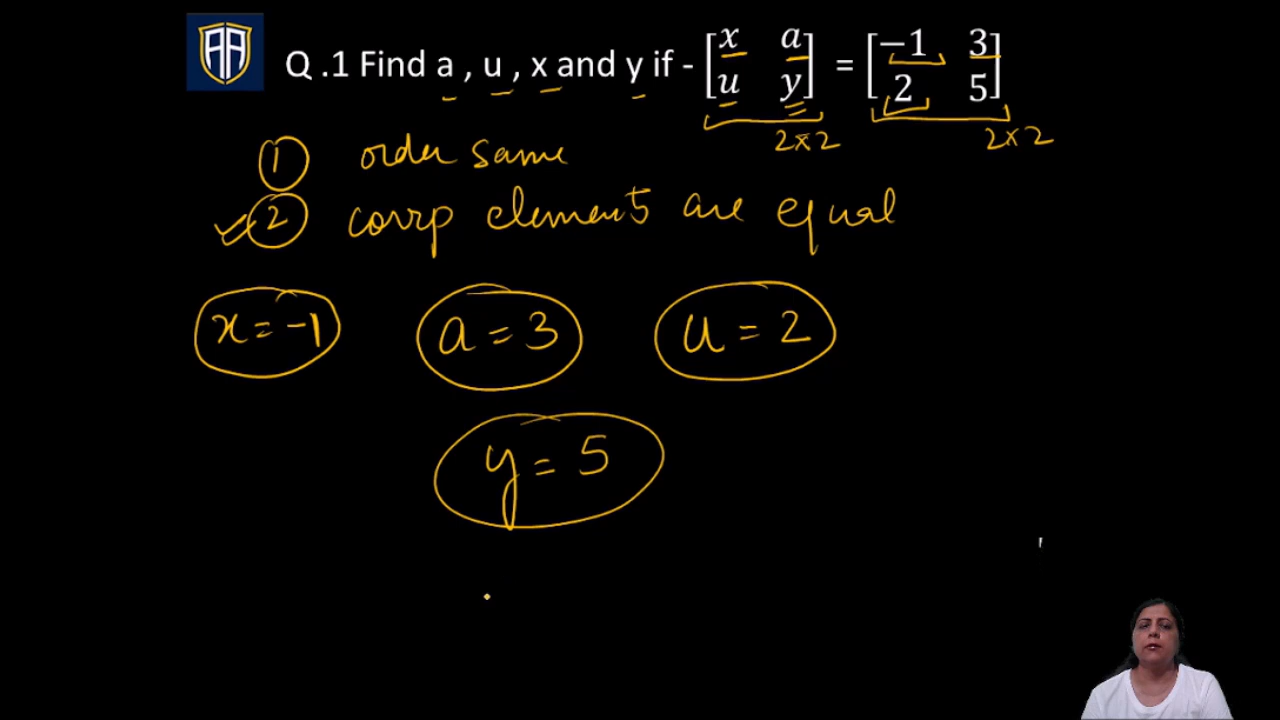 AA
Q .1 Find a , u , x and y if - [x a; u y] = [−1 3; 2 5]
2×2 2×2
1 order same
2 corrp elements are equal
x = -1 a = 3 u = 2
y = 5